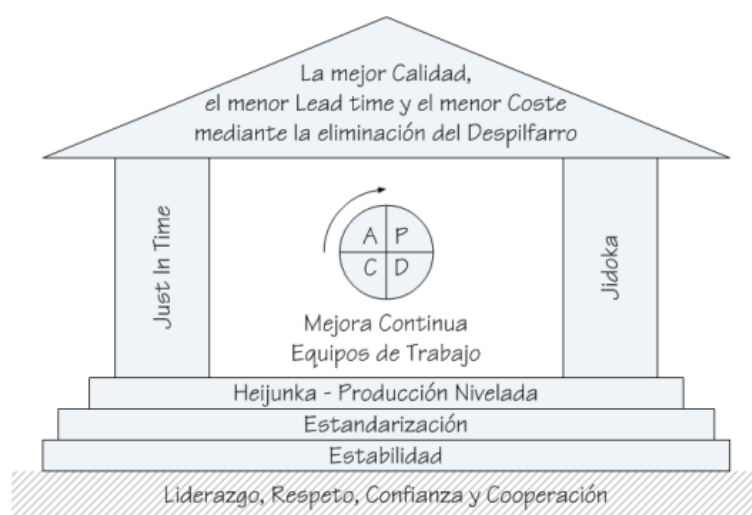 La mejor Calidad,
el menor Lead time y el menor Coste
mediante la eliminación del Despilfarro
Just In Time
A P
C D
Mejora Continua
Equipos de Trabajo
Jidoka
Heijunka - Producción Nivelada
Estandarización
Estabilidad
Liderazgo, Respeto, Confianza y Cooperación